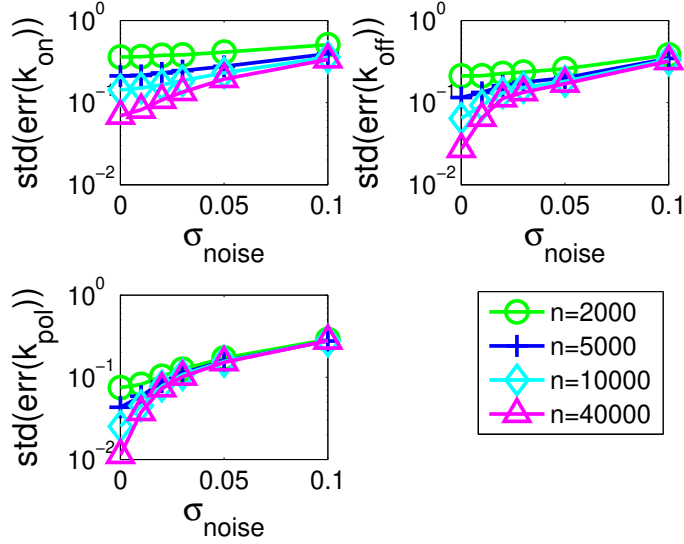 std(err(k_on))
10^0
10^−1
10^−2
0
0.05
0.1
σ_noise
std(err(k_off))
10^0
10^−1
10^−2
0
0.05
0.1
σ_noise
std(err(k_pol))
10^0
10^−1
10^−2
0
0.05
0.1
σ_noise
n=2000
n=5000
n=10000
n=40000